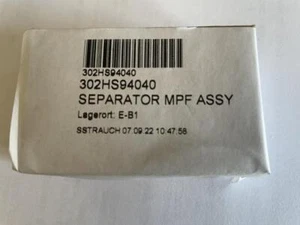 302HS94040
302HS94040
SEPARATOR MPF ASSY
Lagerort: E-B1
SSTRAUCH 07.09.22 10:47:56